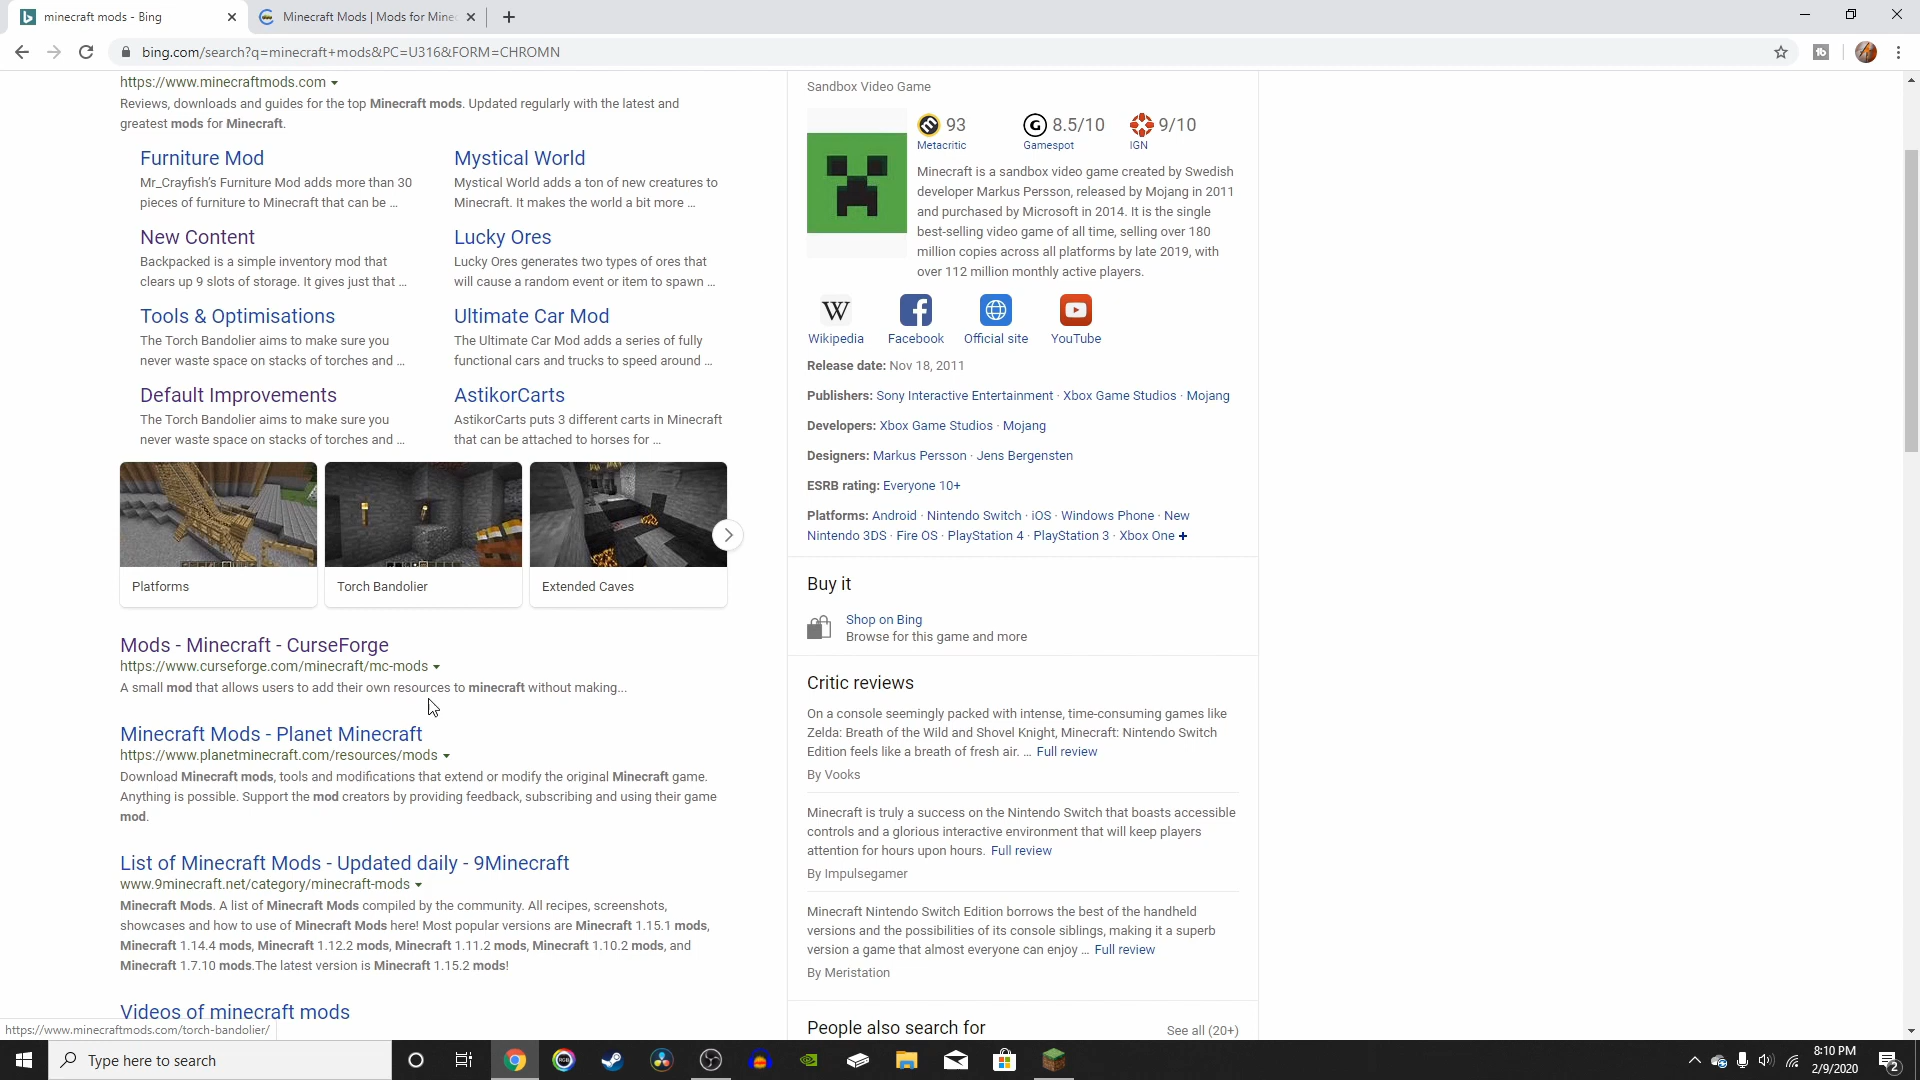 minecraft mods - Bing
Minecraft Mods | Mods for Mine
bing.com/search?q=minecraft+mods&PC=U316&FORM=CHROMN
https://www.minecraftmods.com
Reviews, downloads and guides for the top Minecraft mods. Updated regularly with the latest and
greatest mods for Minecraft.
Furniture Mod
Mr_Crayfish's Furniture Mod adds more than 30
pieces of furniture to Minecraft that can be ...
Mystical World
Mystical World adds a ton of new creatures to
Minecraft. It makes the world a bit more ...
New Content
Backpacked is a simple inventory mod that
clears up 9 slots of storage. It gives just that ...
Lucky Ores
Lucky Ores generates two types of ores that
will cause a random event or item to spawn ...
Tools & Optimisations
The Torch Bandolier aims to make sure you
never waste space on stacks of torches and ...
Ultimate Car Mod
The Ultimate Car Mod adds a series of fully
functional cars and trucks to speed around ...
Default Improvements
The Torch Bandolier aims to make sure you
never waste space on stacks of torches and ...
AstikorCarts
AstikorCarts puts 3 different carts in Minecraft
that can be attached to horses for ...
Platforms
Torch Bandolier
Extended Caves
Mods - Minecraft - CurseForge
https://www.curseforge.com/minecraft/mc-mods
A small mod that allows users to add their own resources to minecraft without making...
Minecraft Mods - Planet Minecraft
https://www.planetminecraft.com/resources/mods
Download Minecraft mods, tools and modifications that extend or modify the original Minecraft game.
Anything is possible. Support the mod creators by providing feedback, subscribing and using their game
mod.
List of Minecraft Mods - Updated daily - 9Minecraft
www.9minecraft.net/category/minecraft-mods
Minecraft Mods. A list of Minecraft Mods compiled by the community. All recipes, screenshots,
showcases and how to use of Minecraft Mods here! Most popular versions are Minecraft 1.15.1 mods,
Minecraft 1.14.4 mods, Minecraft 1.12.2 mods, Minecraft 1.11.2 mods, Minecraft 1.10.2 mods, and
Minecraft 1.7.10 mods.The latest version is Minecraft 1.15.2 mods!
Videos of minecraft mods
https://www.minecraftmods.com/torch-bandolier/
Sandbox Video Game
93
Metacritic
8.5/10
Gamespot
9/10
IGN
Minecraft is a sandbox video game created by Swedish
developer Markus Persson, released by Mojang in 2011
and purchased by Microsoft in 2014. It is the single
best-selling video game of all time, selling over 180
million copies across all platforms by late 2019, with
over 112 million monthly active players.
W
Wikipedia
Facebook
Official site
YouTube
Release date: Nov 18, 2011
Publishers: Sony Interactive Entertainment · Xbox Game Studios · Mojang
Developers: Xbox Game Studios · Mojang
Designers: Markus Persson · Jens Bergensten
ESRB rating: Everyone 10+
Platforms: Android · Nintendo Switch · iOS · Windows Phone · New
Nintendo 3DS · Fire OS · PlayStation 4 · PlayStation 3 · Xbox One +
Buy it
Shop on Bing
Browse for this game and more
Critic reviews
On a console seemingly packed with intense, time-consuming games like
Zelda: Breath of the Wild and Shovel Knight, Minecraft: Nintendo Switch
Edition feels like a breath of fresh air. ... Full review
By Vooks
Minecraft is truly a success on the Nintendo Switch that boasts accessible
controls and a glorious interactive environment that will keep players
attention for hours upon hours. Full review
By Impulsegamer
Minecraft Nintendo Switch Edition borrows the best of the handheld
versions and the possibilities of its console siblings, making it a superb
version a game that almost everyone can enjoy ... Full review
By Meristation
People also search for
See all (20+)
Type here to search
8:10 PM
2/9/2020
2